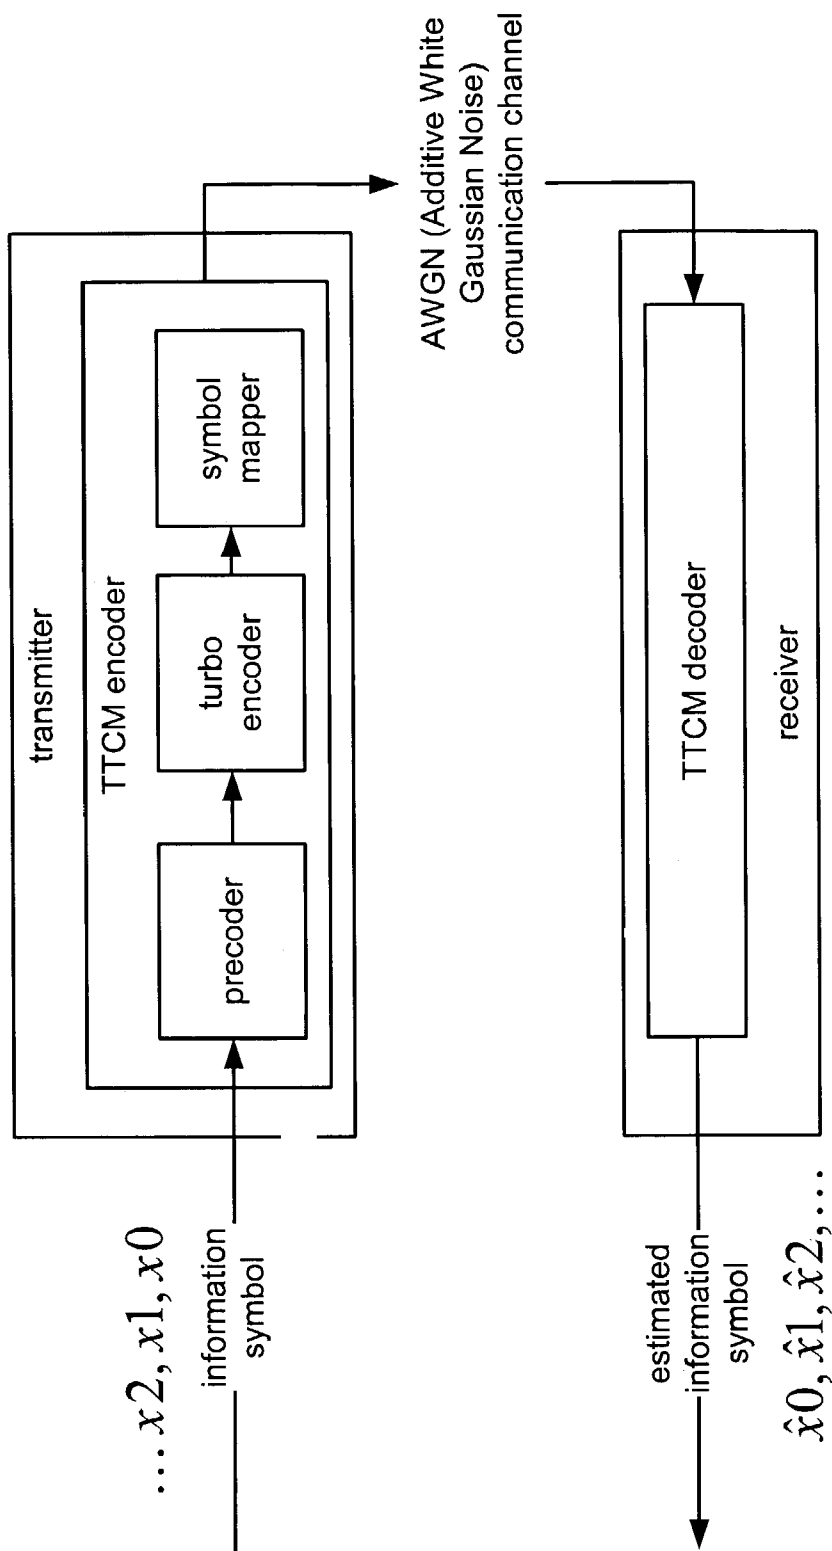 transmitter
TTCM encoder
precoder
turbo
encoder
symbol
mapper
...x2, x1, x0
information
symbol
AWGN (Additive White
Gaussian Noise)
communication channel
TTCM decoder
receiver
estimated
information
symbol
x̂0, x̂1, x̂2,...